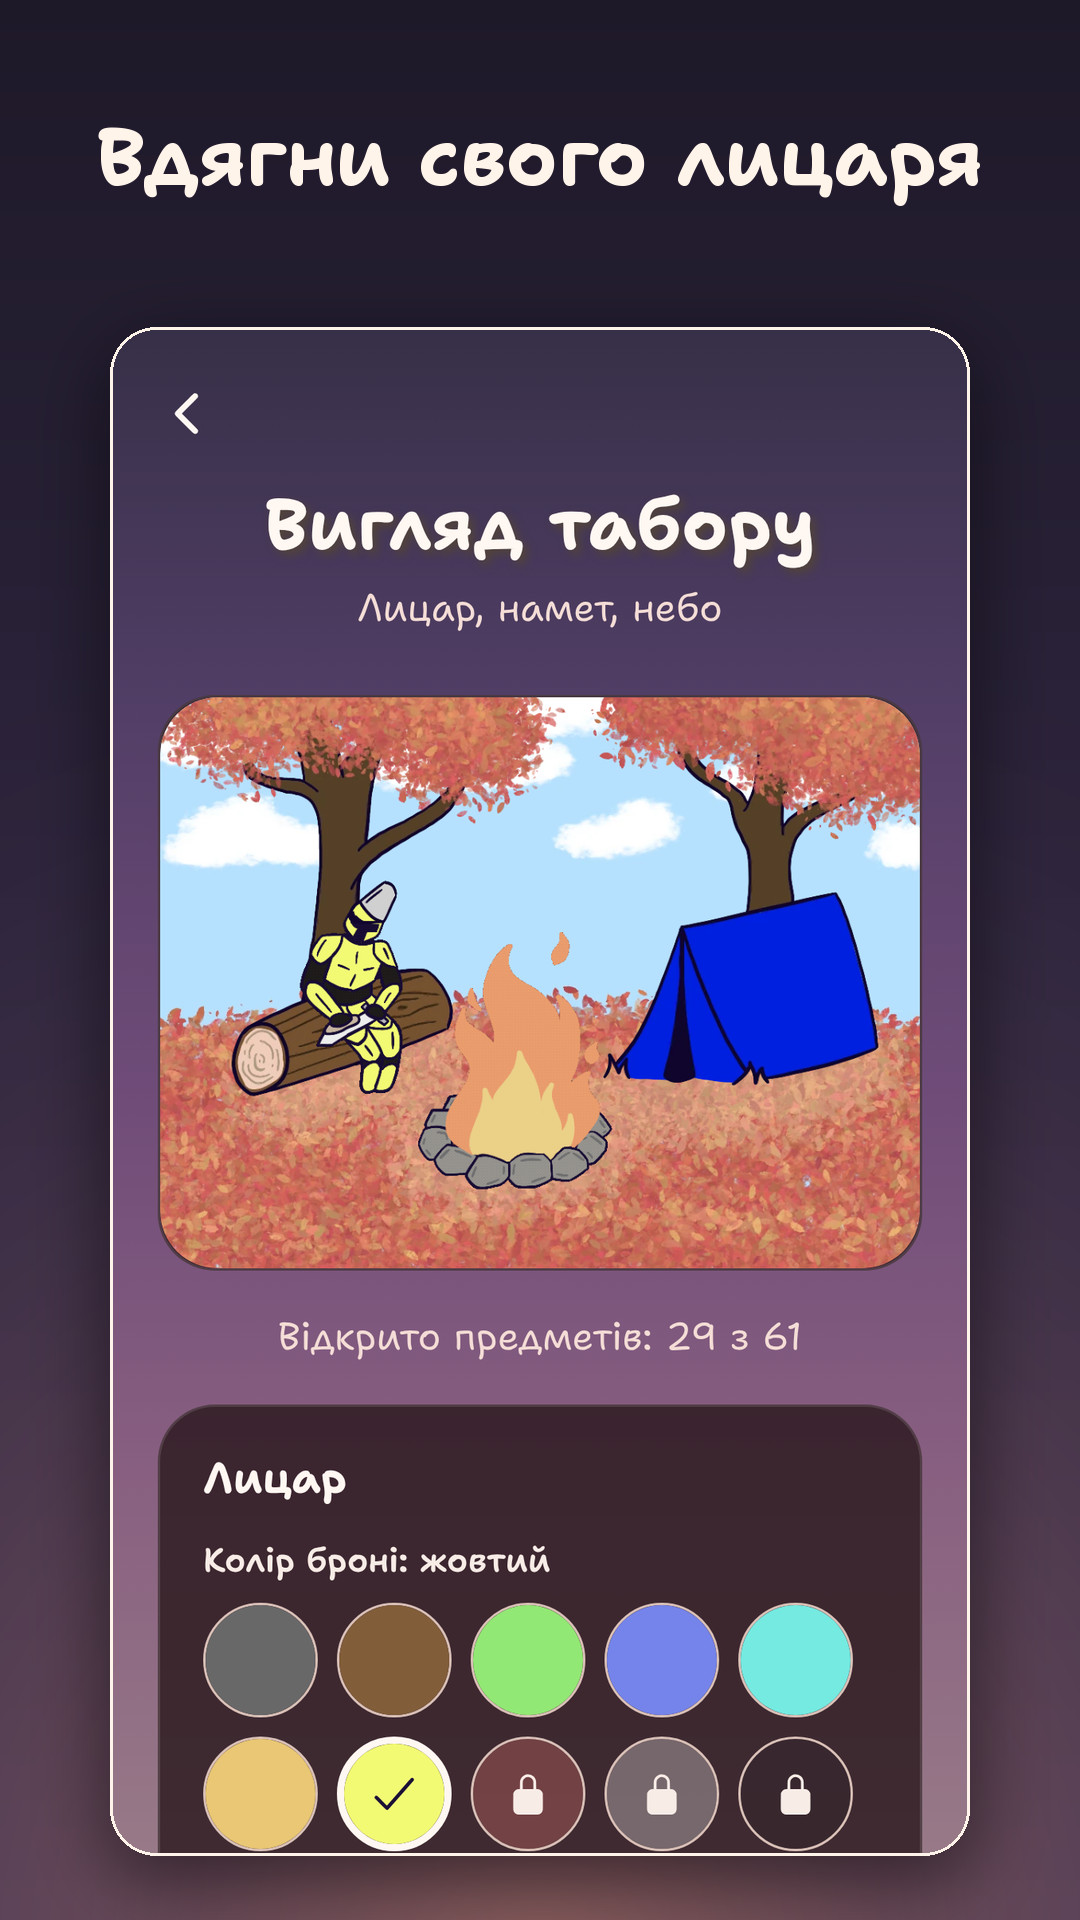 Вдягни свого лицаря
Вигляд табору
Лицар, намет, небо
Відкрито предметів: 29 з 61
Лицар
Колір броні: жовтий